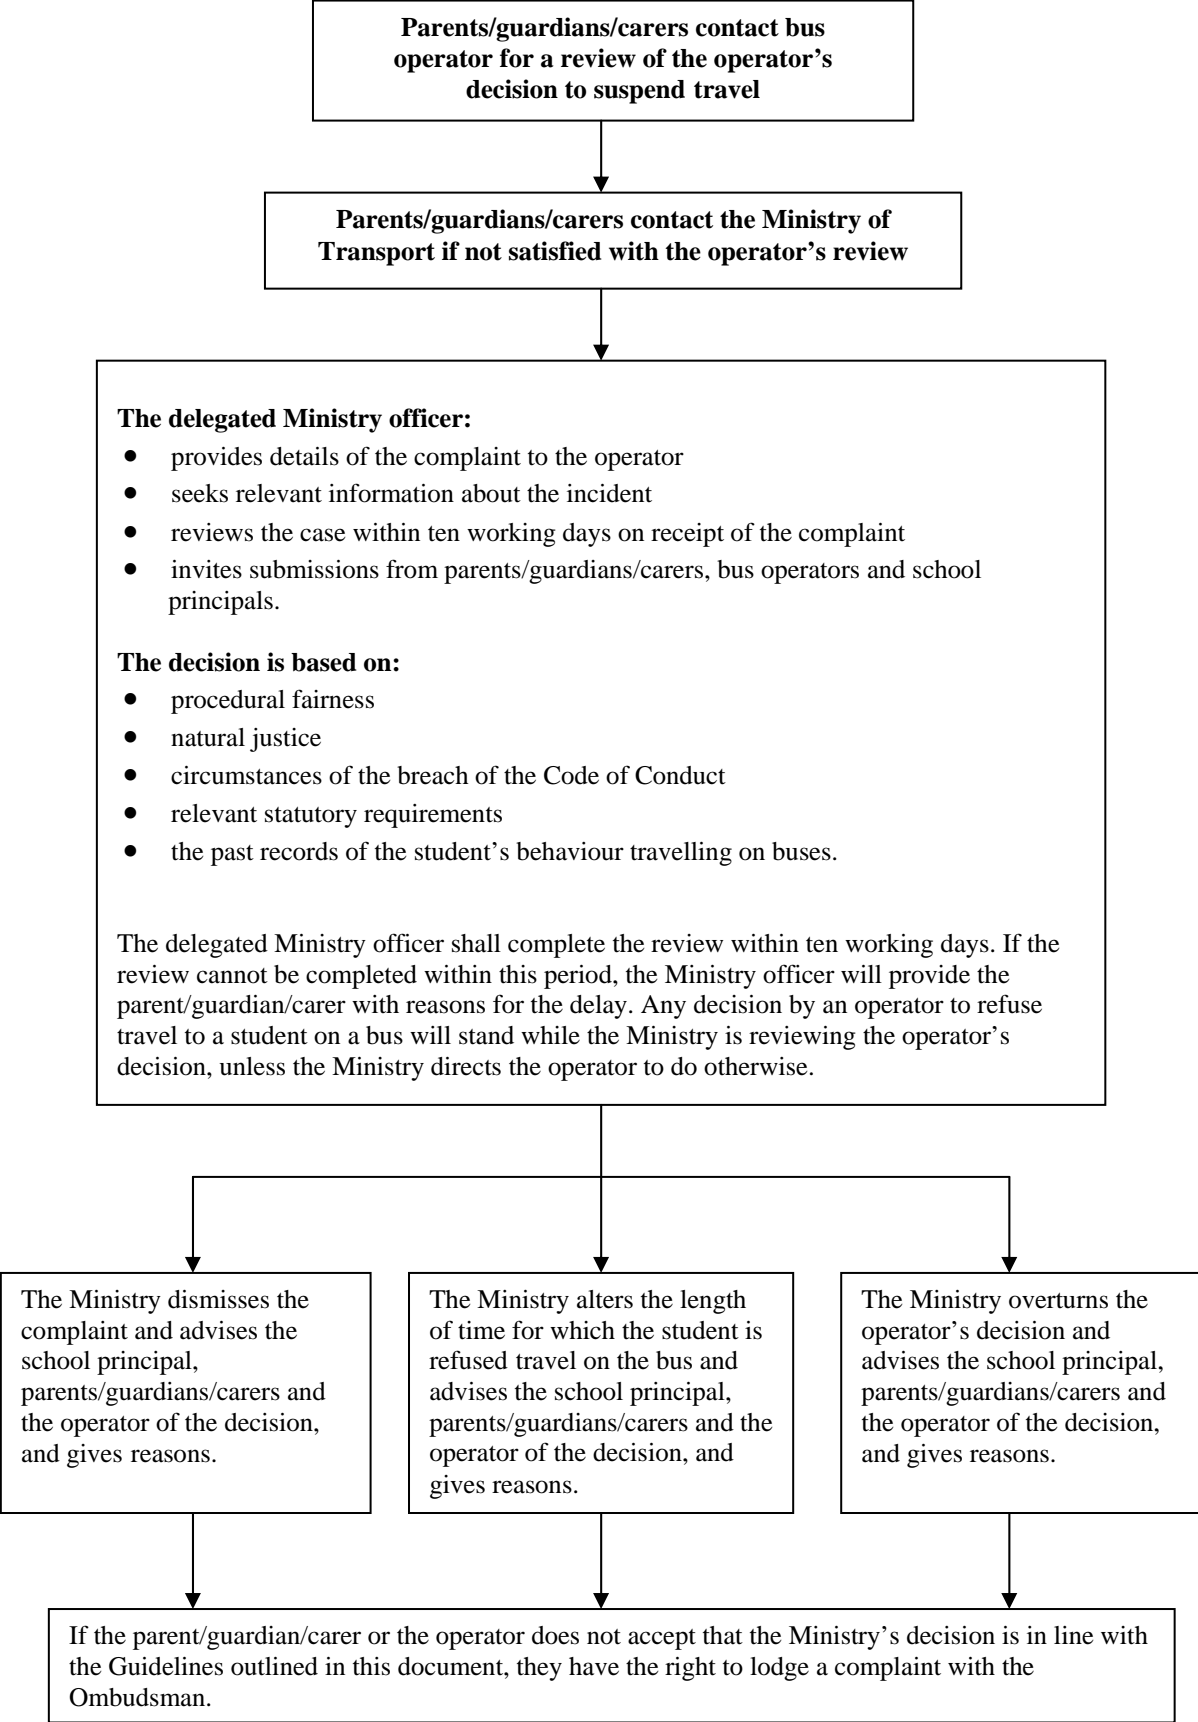 Parents/guardians/carers contact bus
operator for a review of the operator’s
decision to suspend travel
Parents/guardians/carers contact the Ministry of
Transport if not satisfied with the operator’s review
The delegated Ministry officer:
• provides details of the complaint to the operator
• seeks relevant information about the incident
• reviews the case within ten working days on receipt of the complaint
• invites submissions from parents/guardians/carers, bus operators and school
principals.
The decision is based on:
• procedural fairness
• natural justice
• circumstances of the breach of the Code of Conduct
• relevant statutory requirements
• the past records of the student’s behaviour travelling on buses.
The delegated Ministry officer shall complete the review within ten working days. If the
review cannot be completed within this period, the Ministry officer will provide the
parent/guardian/carer with reasons for the delay. Any decision by an operator to refuse
travel to a student on a bus will stand while the Ministry is reviewing the operator’s
decision, unless the Ministry directs the operator to do otherwise.
The Ministry dismisses the
complaint and advises the
school principal,
parents/guardians/carers and
the operator of the decision,
and gives reasons.
The Ministry alters the length
of time for which the student is
refused travel on the bus and
advises the school principal,
parents/guardians/carers and the
operator of the decision, and
gives reasons.
The Ministry overturns the
operator’s decision and
advises the school principal,
parents/guardians/carers and
the operator of the decision,
and gives reasons.
If the parent/guardian/carer or the operator does not accept that the Ministry’s decision is in line with
the Guidelines outlined in this document, they have the right to lodge a complaint with the
Ombudsman.